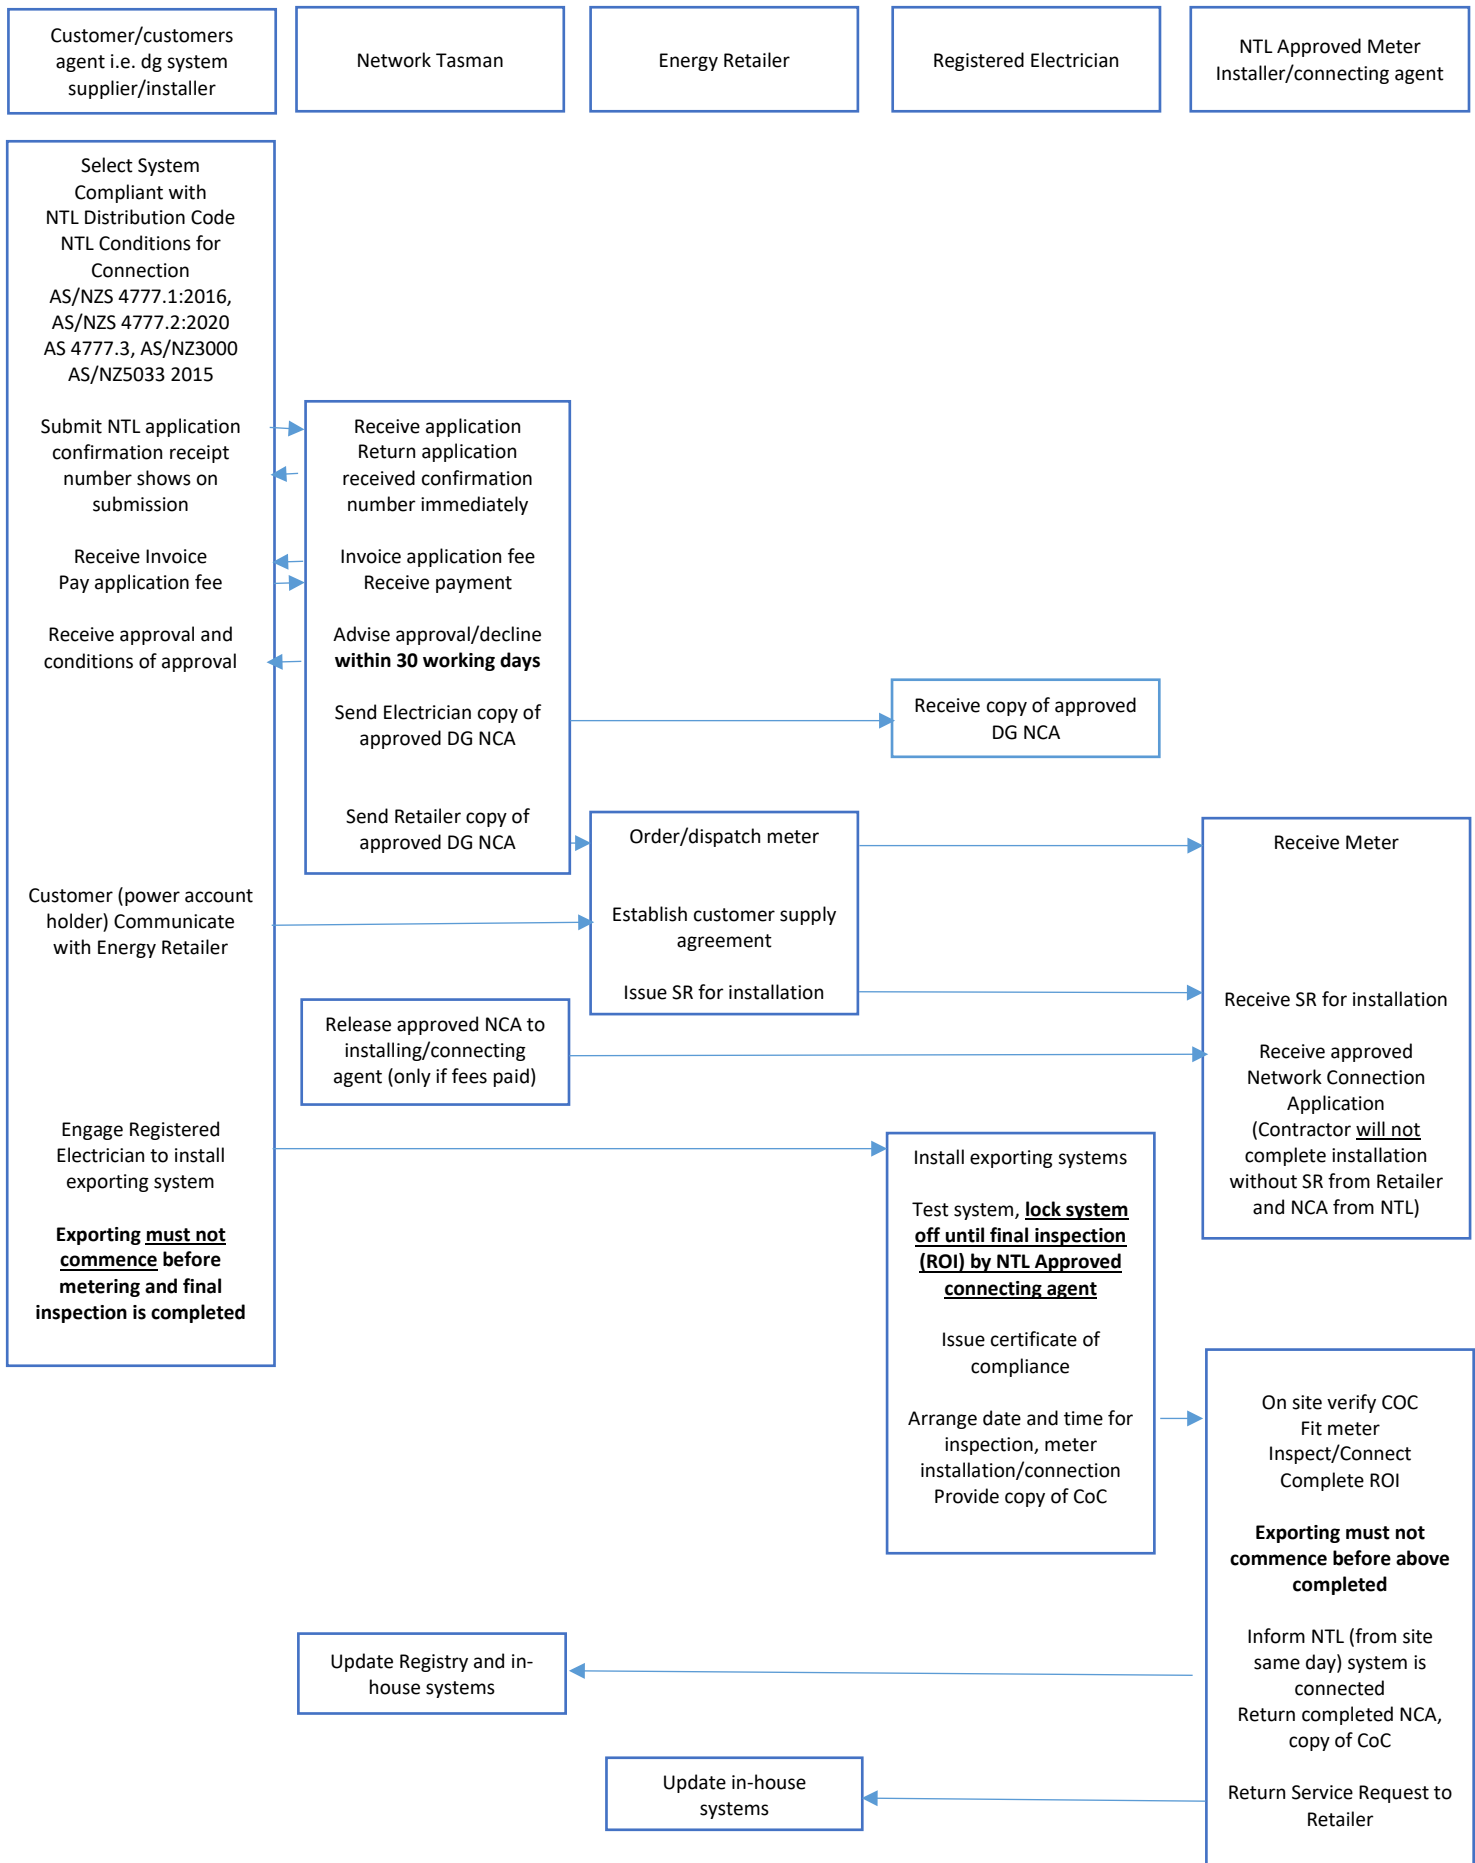 Customer/customers
agent i.e. dg system
supplier/installer
Network Tasman
Energy Retailer
Registered Electrician
NTL Approved Meter
Installer/connecting agent
Select System
Compliant with
NTL Distribution Code
NTL Conditions for
Connection
AS/NZS 4777.1:2016,
AS/NZS 4777.2:2020
AS 4777.3, AS/NZ3000
AS/NZ5033 2015
Submit NTL application
confirmation receipt
number shows on
submission
Receive Invoice
Pay application fee
Receive approval and
conditions of approval
Customer (power account
holder) Communicate
with Energy Retailer
Engage Registered
Electrician to install
exporting system
Exporting must not
commence before
metering and final
inspection is completed
Receive application
Return application
received confirmation
number immediately
Invoice application fee
Receive payment
Advise approval/decline
within 30 working days
Send Electrician copy of
approved DG NCA
Send Retailer copy of
approved DG NCA
Receive copy of approved
DG NCA
Order/dispatch meter
Establish customer supply
agreement
Issue SR for installation
Receive Meter
Receive SR for installation
Receive approved
Network Connection
Application
(Contractor will not
complete installation
without SR from Retailer
and NCA from NTL)
Release approved NCA to
installing/connecting
agent (only if fees paid)
Install exporting systems
Test system, lock system
off until final inspection
(ROI) by NTL Approved
connecting agent
Issue certificate of
compliance
Arrange date and time for
inspection, meter
installation/connection
Provide copy of CoC
On site verify COC
Fit meter
Inspect/Connect
Complete ROI
Exporting must not
commence before above
completed
Inform NTL (from site
same day) system is
connected
Return completed NCA,
copy of CoC
Return Service Request to
Retailer
Update Registry and in-
house systems
Update in-house
systems